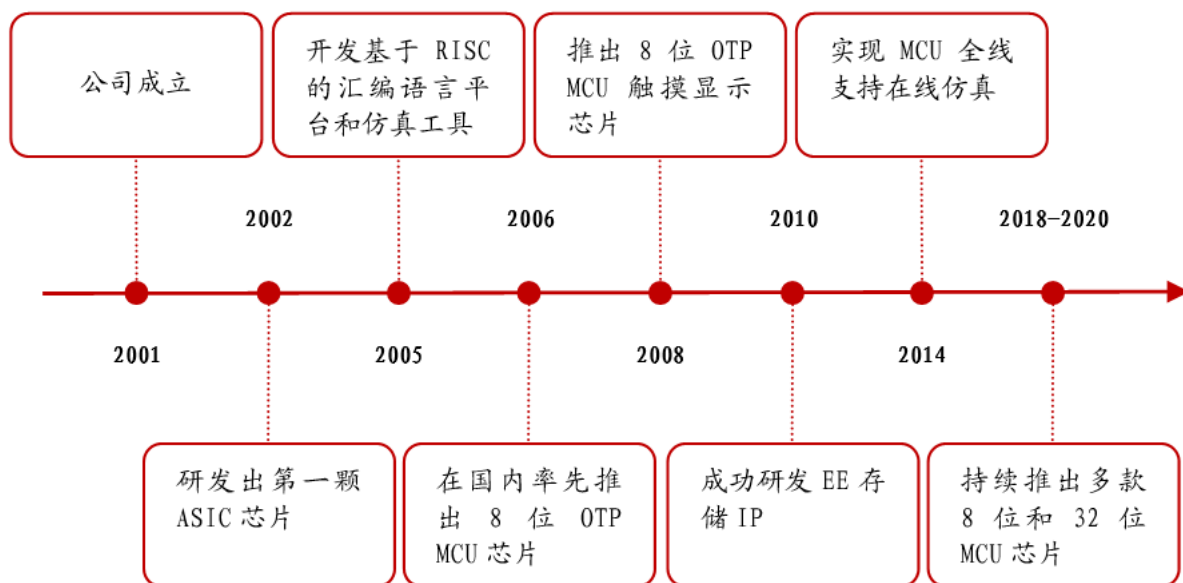 公司成立
开发基于 RISC
的汇编语言平
台和仿真工具
推出 8 位 OTP
MCU 触摸显示
芯片
实现 MCU 全线
支持在线仿真
2002
2006
2010
2018-2020
2001
2005
2008
2014
研发出第一颗
ASIC 芯片
在国内率先推
出 8 位 OTP
MCU 芯片
成功研发 EE 存
储 IP
持续推出多款
8 位和 32 位
MCU 芯片